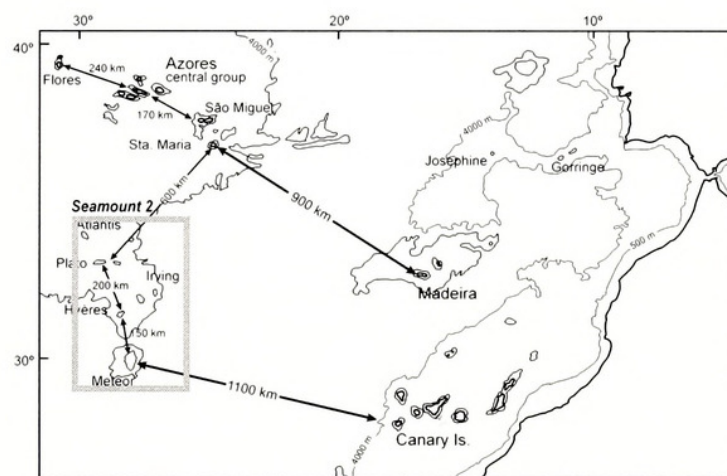 30°
20°
10°
40°
4000 m
Azores
central group
240 km
Flores
São Miguel
170 km
Sta. Maria
4000 m
Josephine
Gorringe
600 km
900 km
Seamount 2
Atlantis
500 m
Plato
Irving
200 km
Madeira
Hyères
150 km
30°
Meteor
1100 km
Canary Is.
4000 m